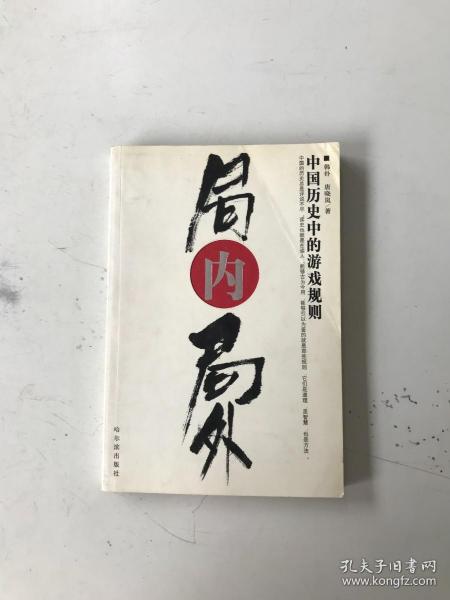 局内局外
■韩朴 唐晓岚/著
中国历史中的游戏规则
哈尔滨出版社
孔夫子旧书网
www.kongfz.com